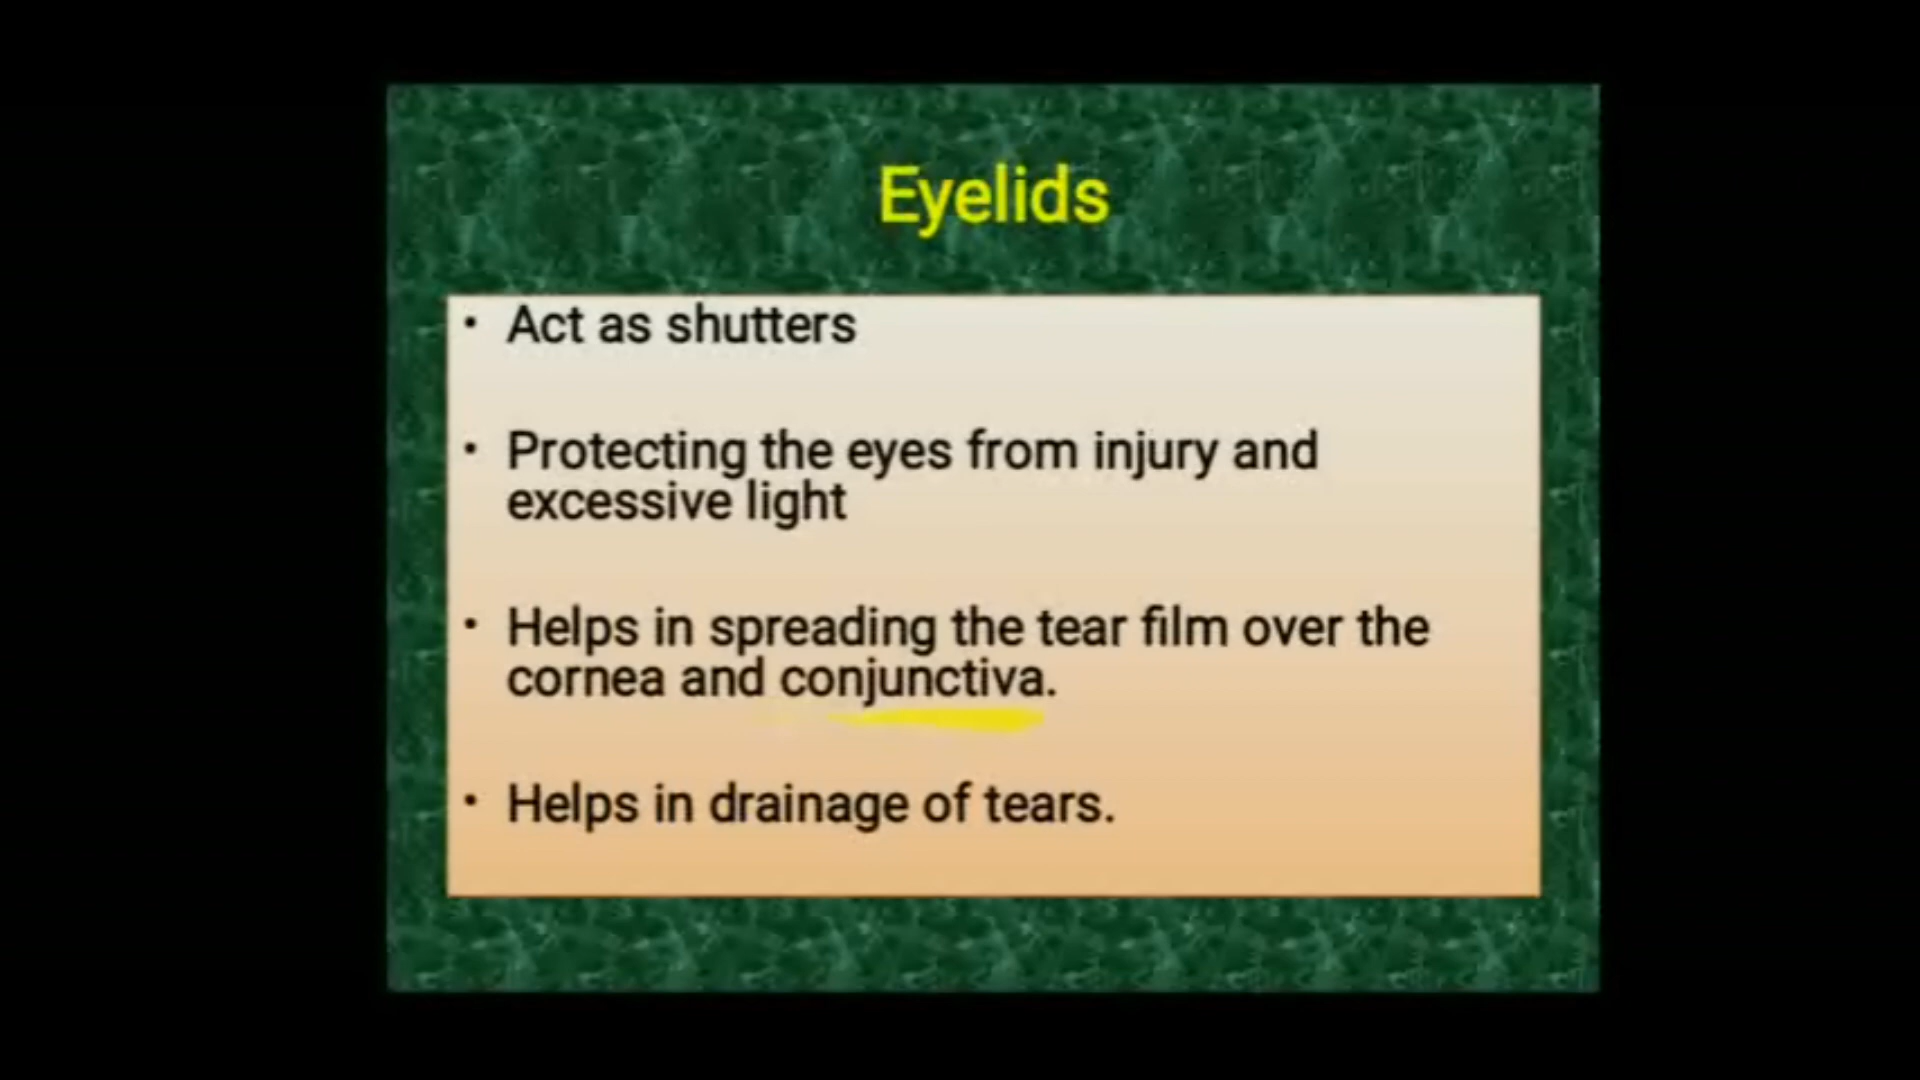 Eyelids
• Act as shutters
• Protecting the eyes from injury and
excessive light
• Helps in spreading the tear film over the
cornea and conjunctiva.
• Helps in drainage of tears.